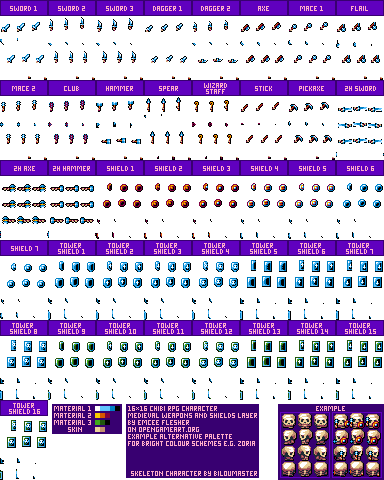 SWORD 1 SWORD 2 SWORD 3 DAGGER 1 DAGGER 2 AXE MACE 1 FLAIL
MACE 2 CLUB HAMMER SPEAR WIZARD STAFF STICK PICKAXE 2H SWORD
2H AXE 2H HAMMER SHIELD 1 SHIELD 2 SHIELD 3 SHIELD 4 SHIELD 5 SHIELD 6
SHIELD 7 TOWER SHIELD 1 TOWER SHIELD 2 TOWER SHIELD 3 TOWER SHIELD 4 TOWER SHIELD 5 TOWER SHIELD 6 TOWER SHIELD 7
TOWER SHIELD 8 TOWER SHIELD 9 TOWER SHIELD 10 TOWER SHIELD 11 TOWER SHIELD 12 TOWER SHIELD 13 TOWER SHIELD 14 TOWER SHIELD 15
TOWER SHIELD 16
MATERIAL 1
MATERIAL 2
MATERIAL 3
SKIN
16×16 CHIBI RPG CHARACTER
MEDIEVAL WEAPONS AND SHIELDS LAYER
BY EMCEE FLESHER
ON OPENGAMEART.ORG
EXAMPLE ALTERNATIVE PALETTE
FOR BRIGHT COLOUR SCHEMES E.G. ZORIA
SKELETON CHARACTER BY BILOUMASTER
EXAMPLE